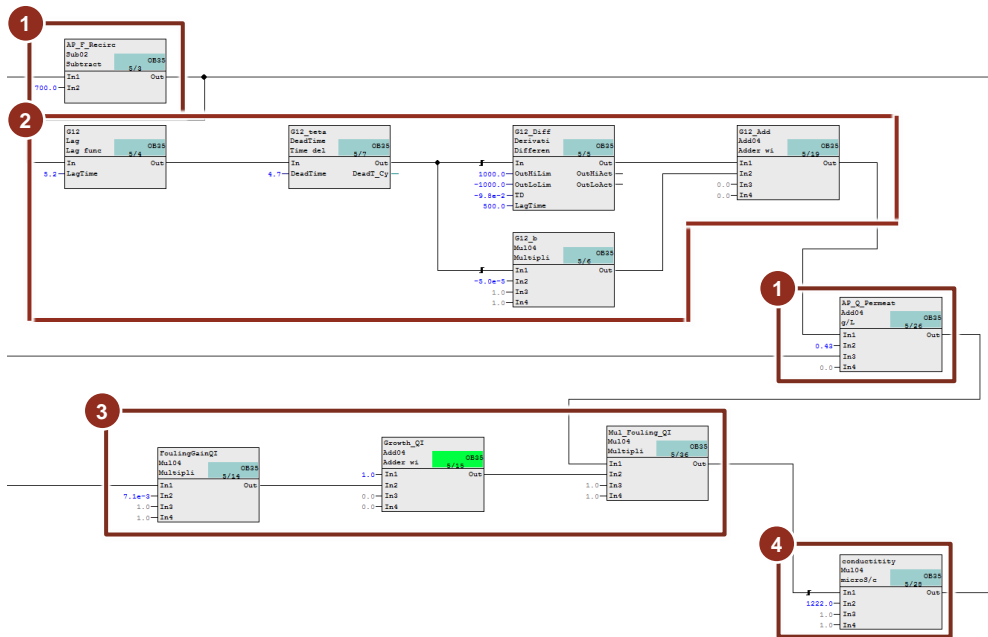 1
AP_F_Recirc
Sub02
OB35
Subtract
5/3
In1
Out
700.0
In2
2
G12
Lag
OB35
Lag func
5/4
In
Out
5.2
LagTime
G12_teta
DeadTime
OB35
Time del
5/7
In
Out
4.7
DeadTime
DeadT_Cy
G12_Diff
Derivati
OB35
Differen
5/5
In
Out
1000.0
OutHiLim
OutHiAct
-1000.0
OutLoLim
OutLoAct
-9.8e-2
TD
500.0
LagTime
G12_Add
Add04
OB35
Adder wi
5/19
In1
Out
In2
0.0
In3
0.0
In4
G12_b
Mul04
OB35
Multipli
5/6
In1
Out
-5.0e-5
In2
1.0
In3
1.0
In4
1
AP_Q_Permeat
Add04
OB35
g/L
5/26
In1
Out
0.43
In2
In3
0.0
In4
3
FoulingGainQI
Mul04
OB35
Multipli
5/14
In1
Out
7.1e-3
In2
1.0
In3
1.0
In4
Growth_QI
Add04
OB35
Adder wi
5/15
1.0
In1
Out
In2
0.0
In3
0.0
In4
Mul_Fouling_QI
Mul04
OB35
Multipli
5/36
In1
Out
In2
1.0
In3
1.0
In4
4
conductitity
Mul04
OB35
microS/c
5/28
In1
Out
1222.0
In2
1.0
In3
1.0
In4